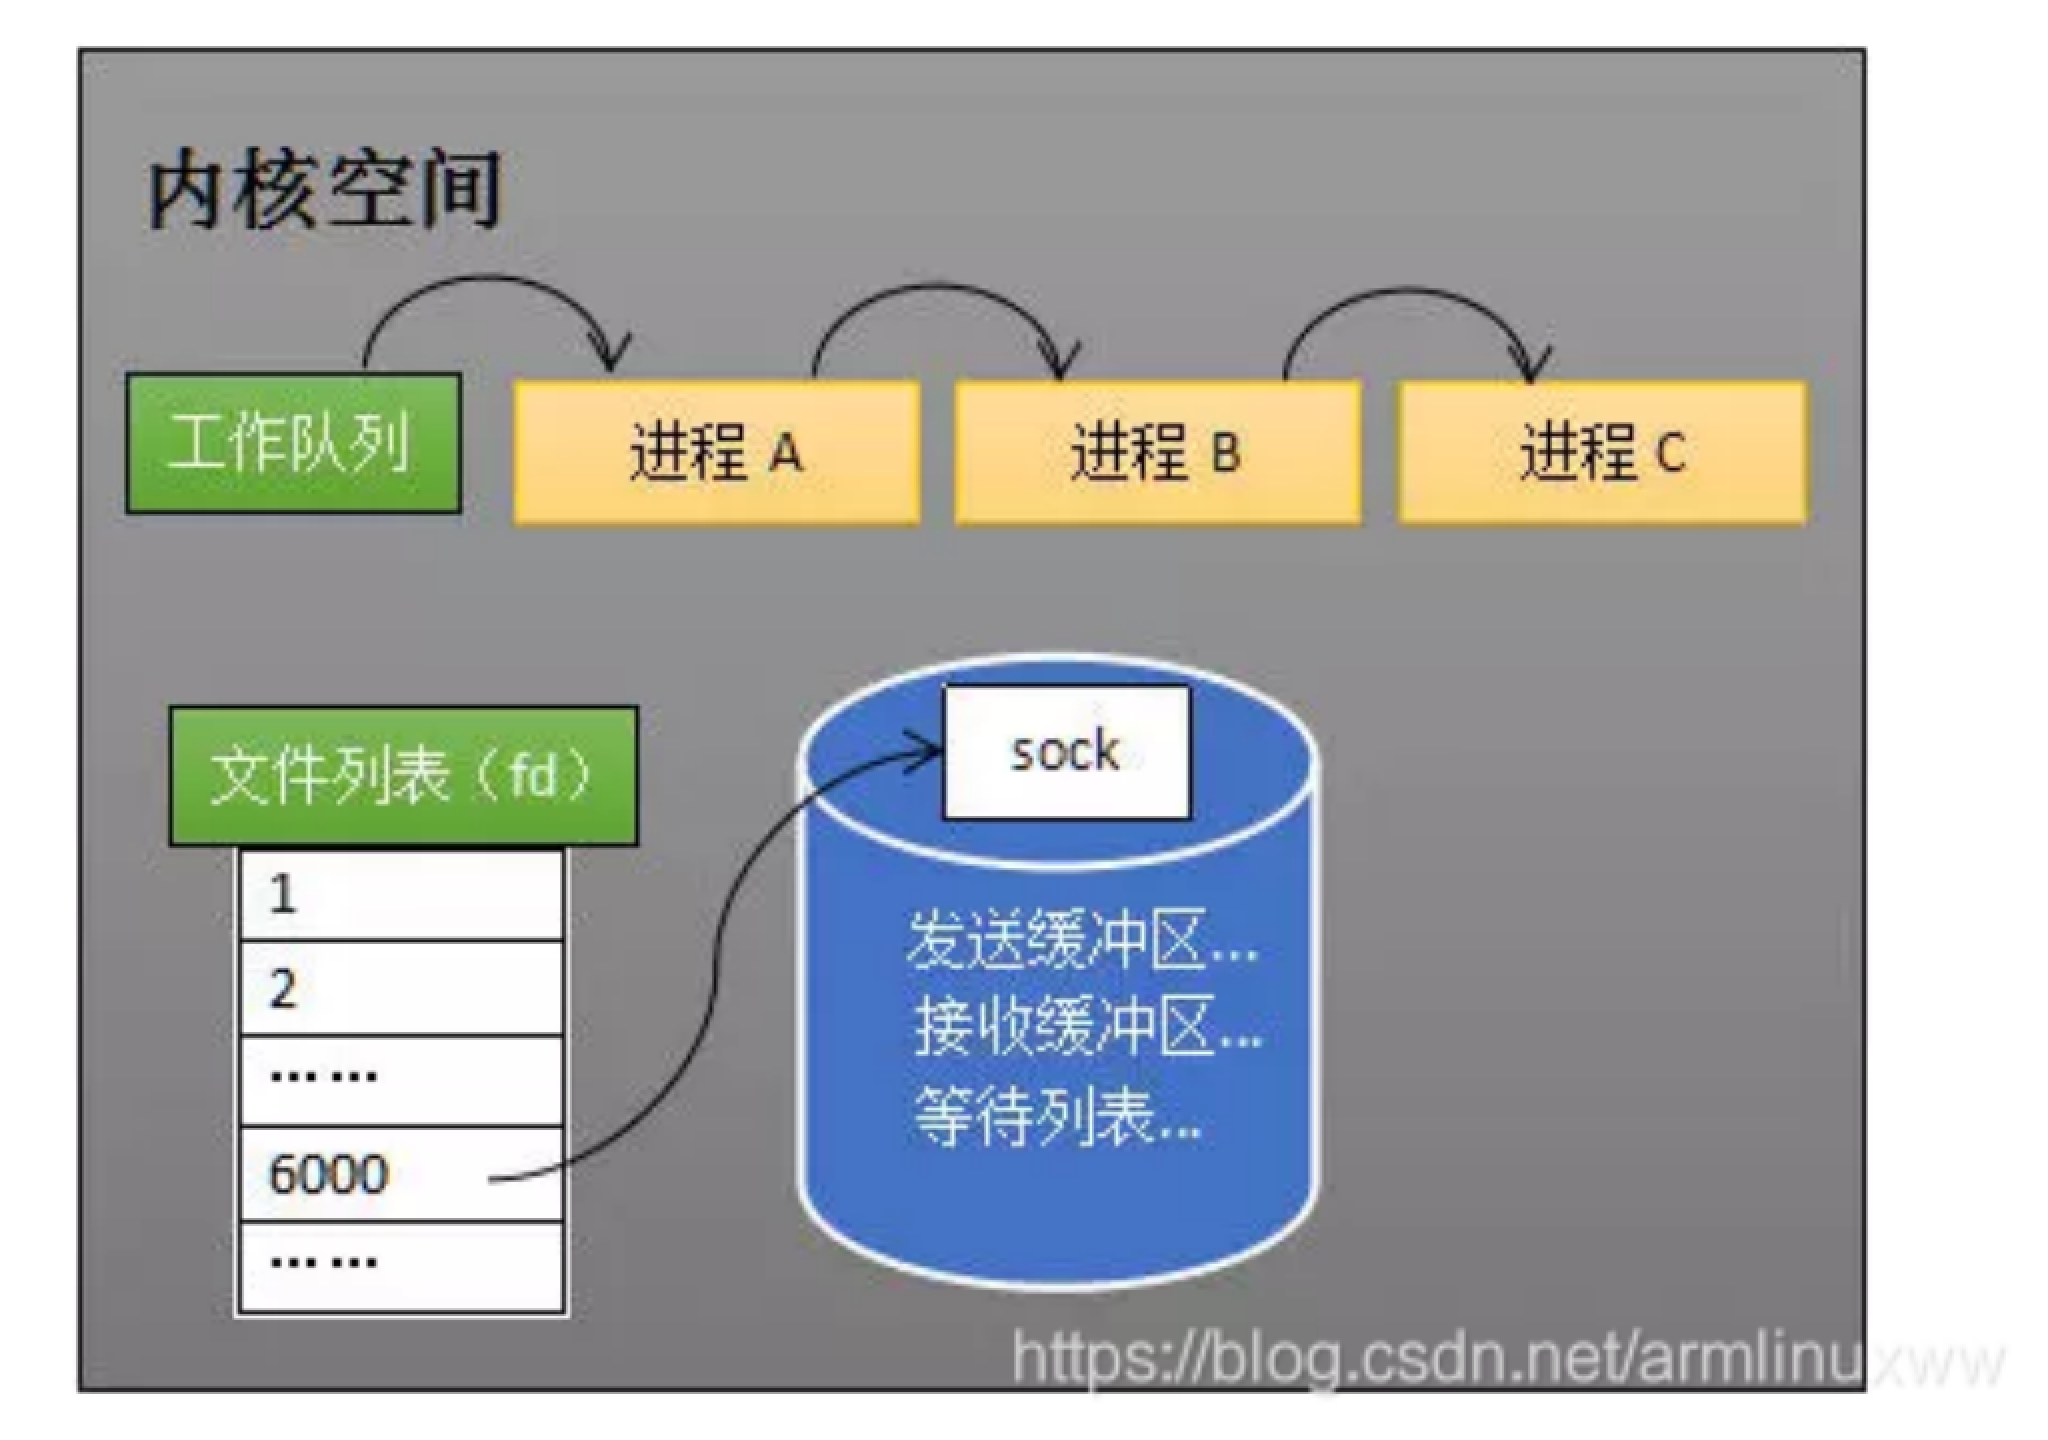 内核空间
工作队列
进程 A
进程 B
进程 C
文件列表（fd）
1
2
……
6000
……
sock
发送缓冲区...
接收缓冲区...
等待列表...
https://blog.csdn.net/armlinuxww